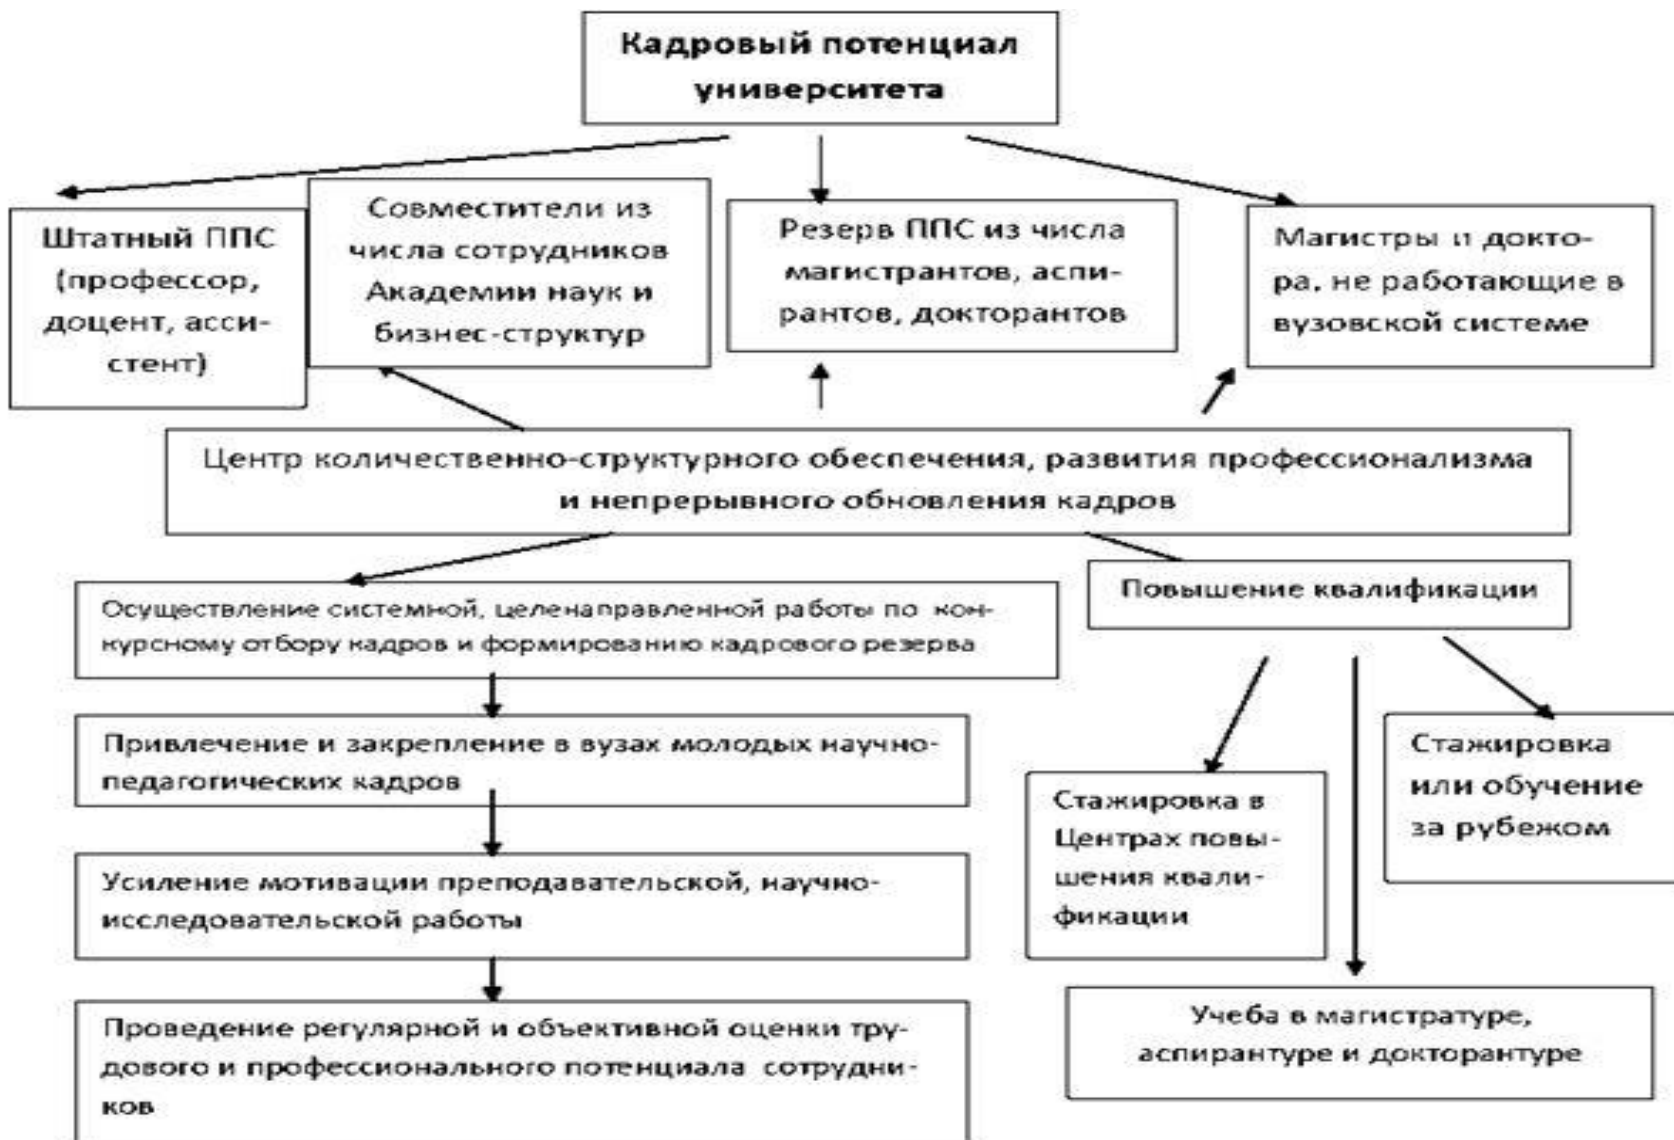 Кадровый потенциал
университета
Штатный ППС
(профессор,
доцент, асси-
стент)
Совместители из
числа сотрудников
Академии наук и
бизнес-структур
Резерв ППС из числа
магистрантов, аспи-
рантов, докторантов
Магистры и докто-
ра, не работающие в
вузовской системе
Центр количественно-структурного обеспечения, развития профессионализма
и непрерывного обновления кадров
Осуществление системной, целенаправленной работы по кон-
курсному отбору кадров и формированию кадрового резерва
Привлечение и закрепление в вузах молодых научно-
педагогических кадров
Усиление мотивации преподавательской, научно-
исследовательской работы
Проведение регулярной и объективной оценки тру-
дового и профессионального потенциала сотрудни-
ков
Повышение квалификации
Стажировка в
Центрах повы-
шения квали-
фикации
Стажировка
или обучение
за рубежом
Учеба в магистратуре,
аспирантуре и докторантуре